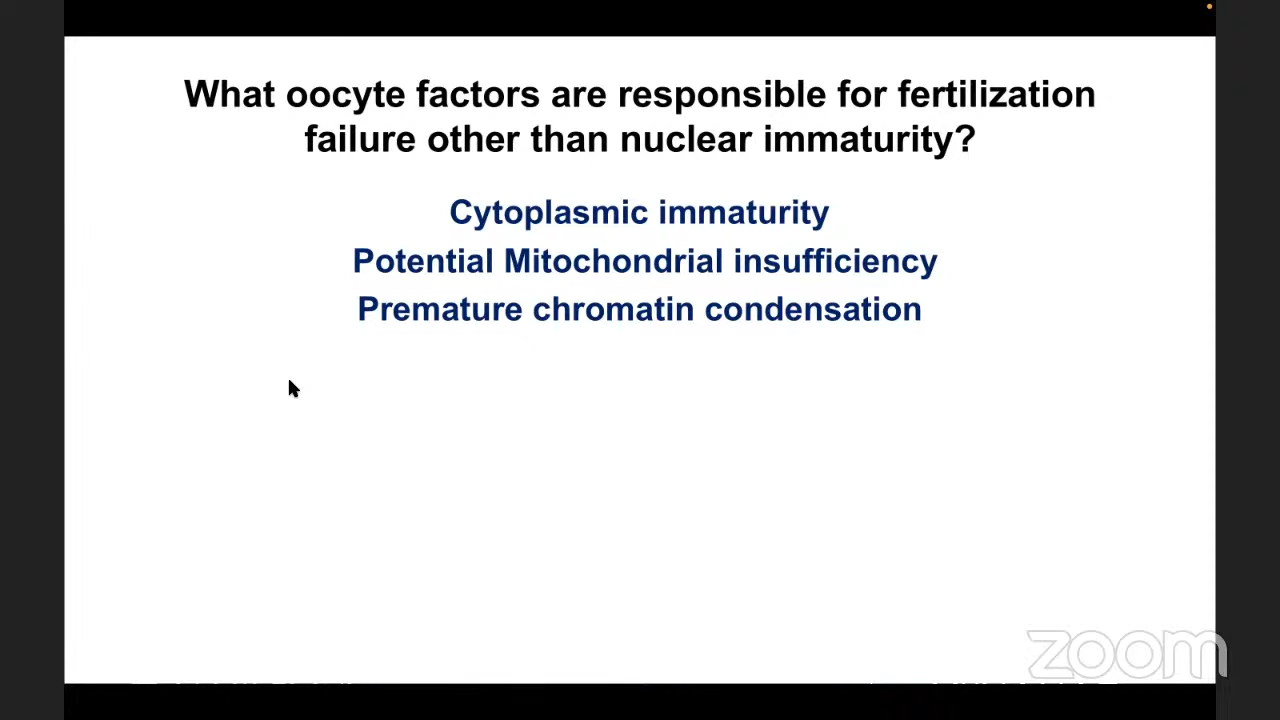 What oocyte factors are responsible for fertilization
failure other than nuclear immaturity?
Cytoplasmic immaturity
Potential Mitochondrial insufficiency
Premature chromatin condensation
zoom